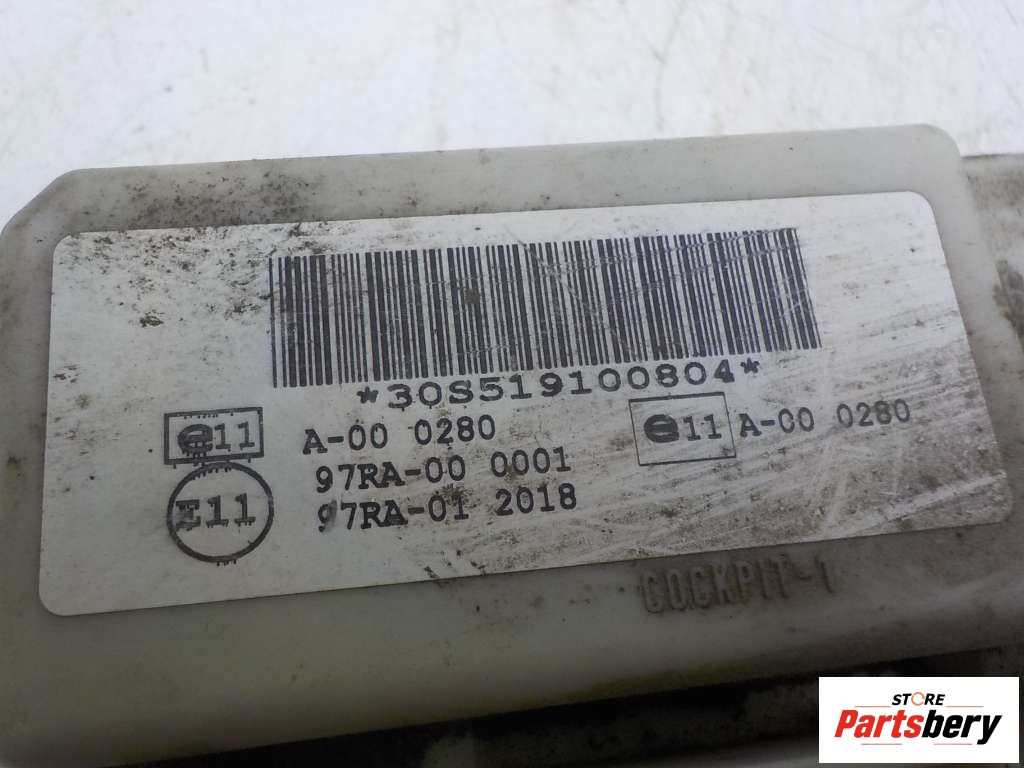 *30S519100804*
e11 A-00 0280
e11 A-00 0280
97RA-00 0001
E11 97RA-01 2018
COCKPIT-1
STORE
Partsbery